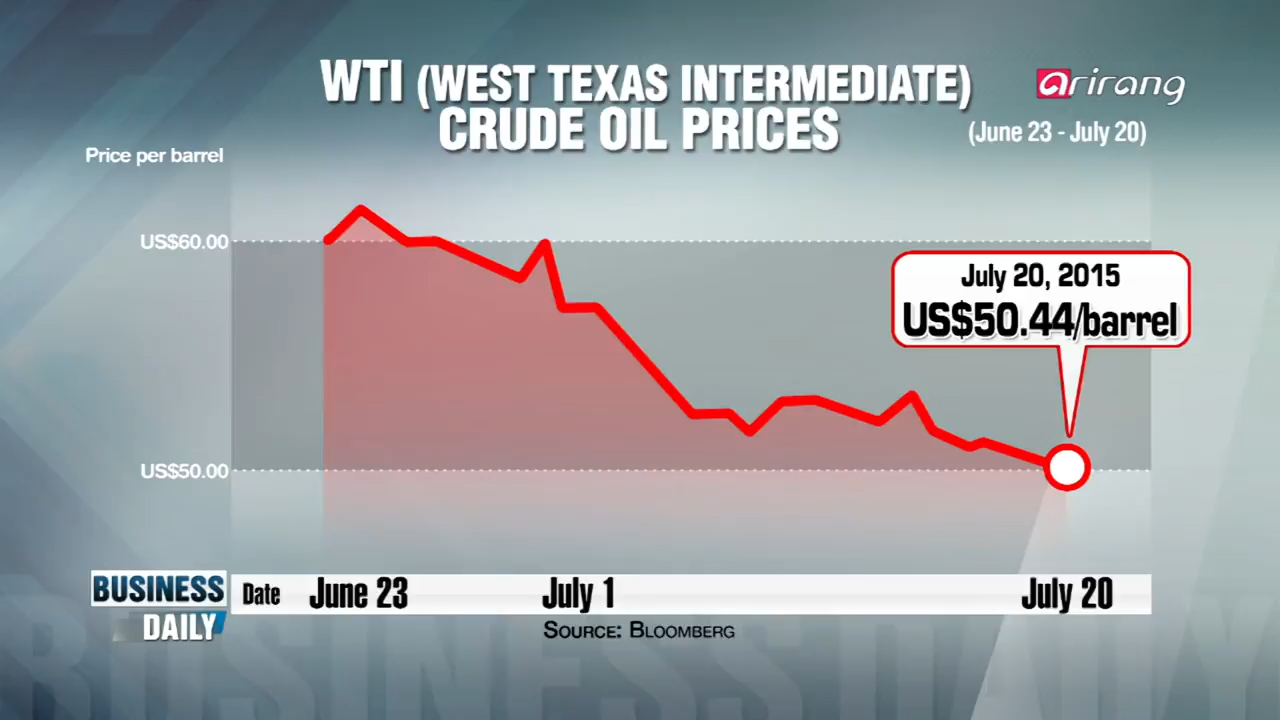 WTI (WEST TEXAS INTERMEDIATE)
CRUDE OIL PRICES
arirang
(June 23 - July 20)
Price per barrel
US$60.00
July 20, 2015
US$50.44/barrel
US$50.00
BUSINESS
DAILY
Date June 23 July 1 July 20
SOURCE: BLOOMBERG
BUSINESS DAILY